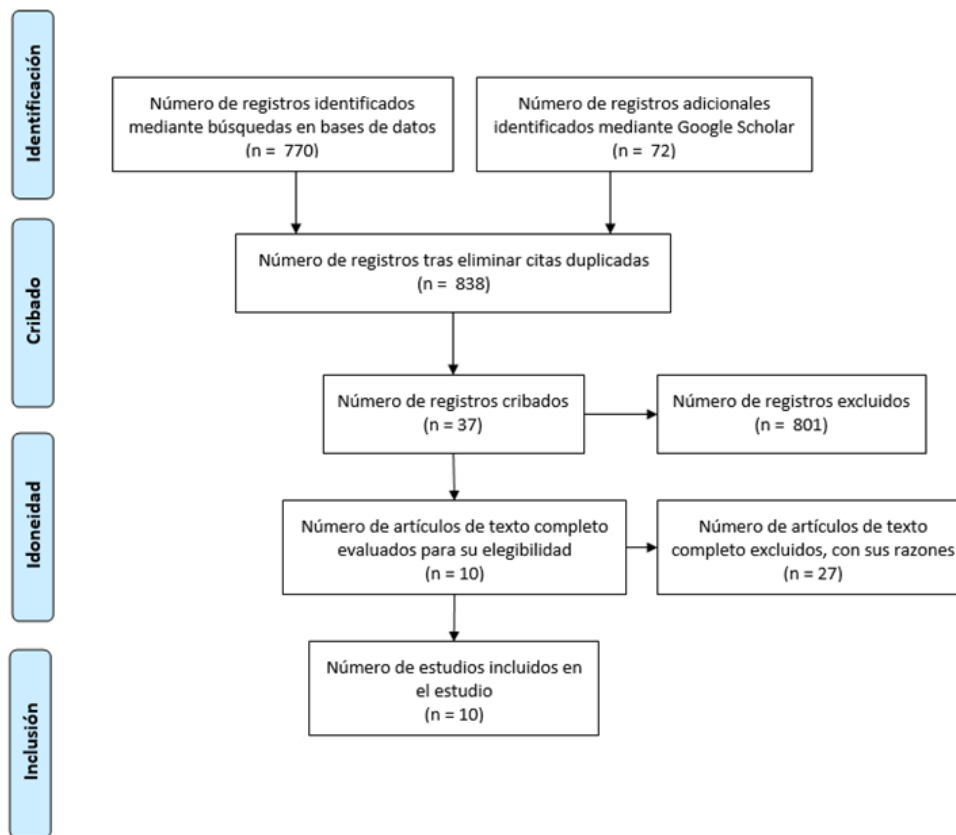 Identificación
Número de registros identificados
mediante búsquedas en bases de datos
(n = 770)
Número de registros adicionales
identificados mediante Google Scholar
(n = 72)
Cribado
Número de registros tras eliminar citas duplicadas
(n = 838)
Número de registros cribados
(n = 37)
Número de registros excluidos
(n = 801)
Idoneidad
Número de artículos de texto completo
evaluados para su elegibilidad
(n = 10)
Número de artículos de texto
completo excluidos, con sus razones
(n = 27)
Inclusión
Número de estudios incluidos en
el estudio
(n = 10)